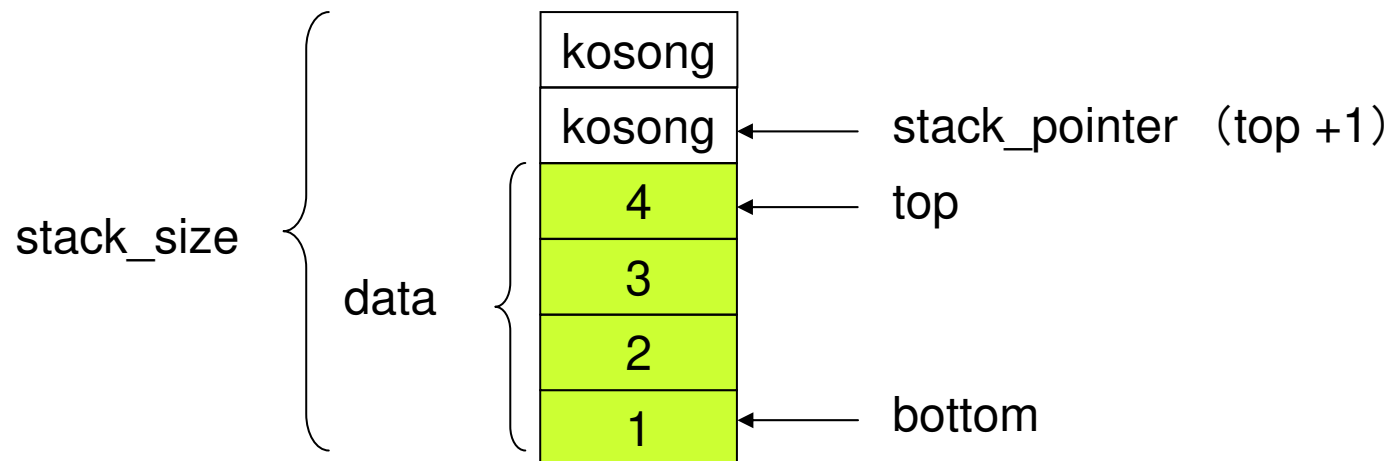 kosong
kosong
stack_pointer （top +1）
4
top
stack_size
3
data
2
1
bottom